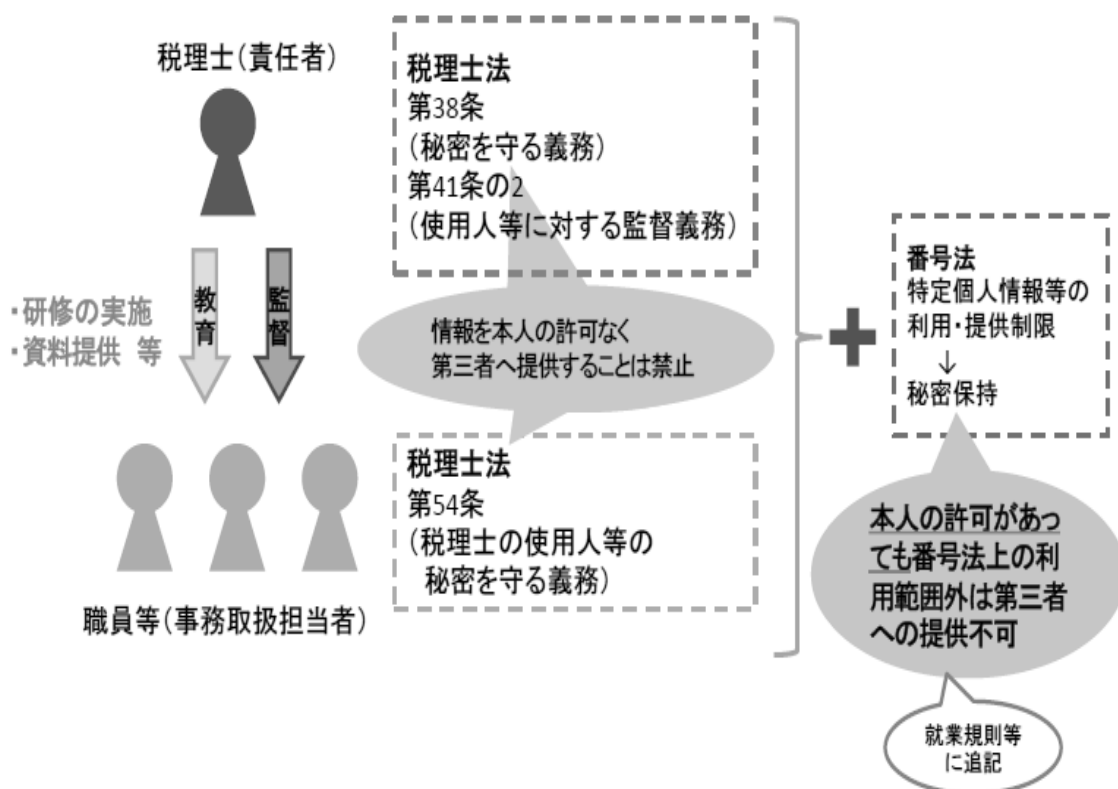 税理士(責任者)
税理士法
第38条
(秘密を守る義務)
第41条の2
(使用人等に対する監督義務)
・研修の実施
・資料提供 等
教育
監督
情報を本人の許可なく
第三者へ提供することは禁止
税理士法
第54条
(税理士の使用人等の
秘密を守る義務)
職員等(事務取扱担当者)
番号法
特定個人情報等の
利用・提供制限
↓
秘密保持
本人の許可があっ
ても番号法上の利
用範囲外は第三者
への提供不可
就業規則等
に追記